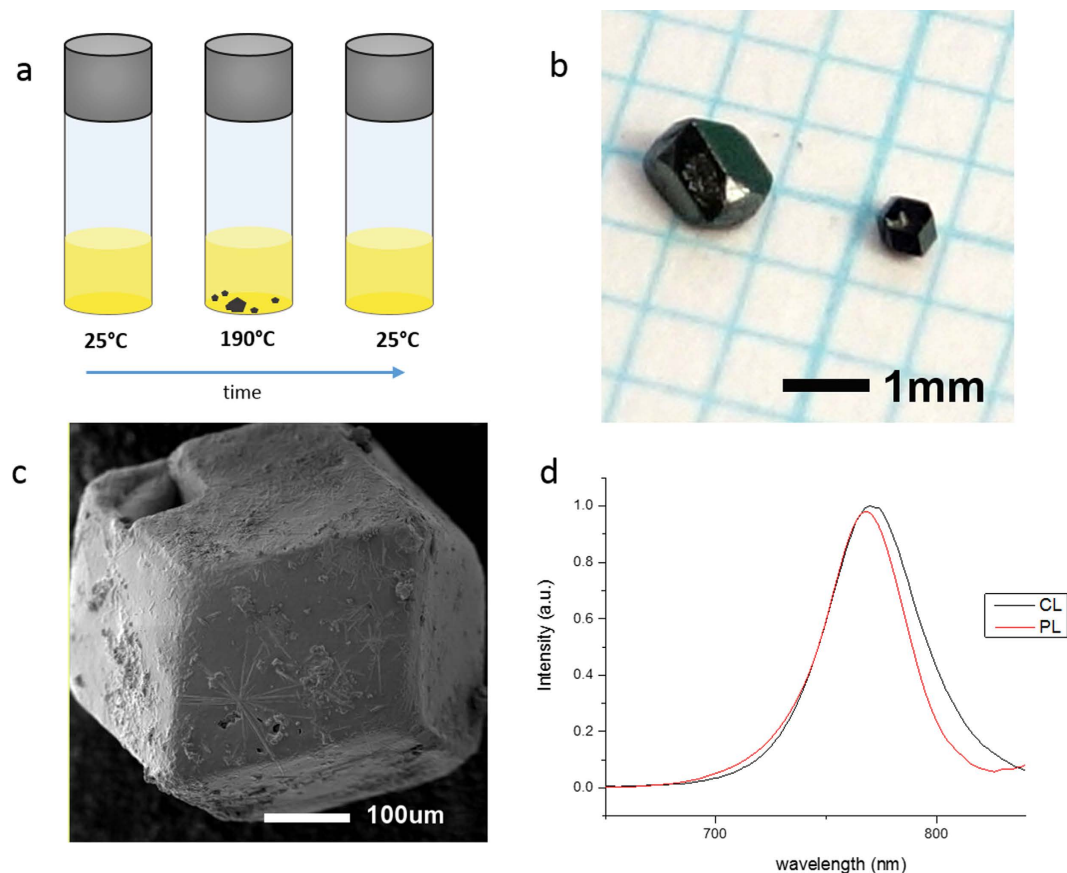 a
25°C 190°C 25°C
time
b
1mm
c
100um
d
Intensity (a.u.)
1.0
0.8
0.6
0.4
0.2
0.0
700 800
wavelength (nm)
CL
PL